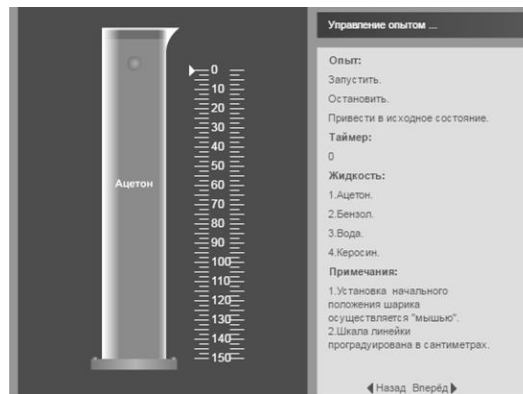 Управление опытом ...
Ацетон
0
10
20
30
40
50
60
70
80
90
100
110
120
130
140
150
Опыт:
Запустить.
Остановить.
Привести в исходное состояние.
Таймер:
0
Жидкость:
1.Ацетон.
2.Бензол.
3.Вода.
4.Керосин.
Примечания:
1.Установка начального
положения шарика
осуществляется "мышью".
2.Шкала линейки
проградуирована в сантиметрах.
Назад Вперёд